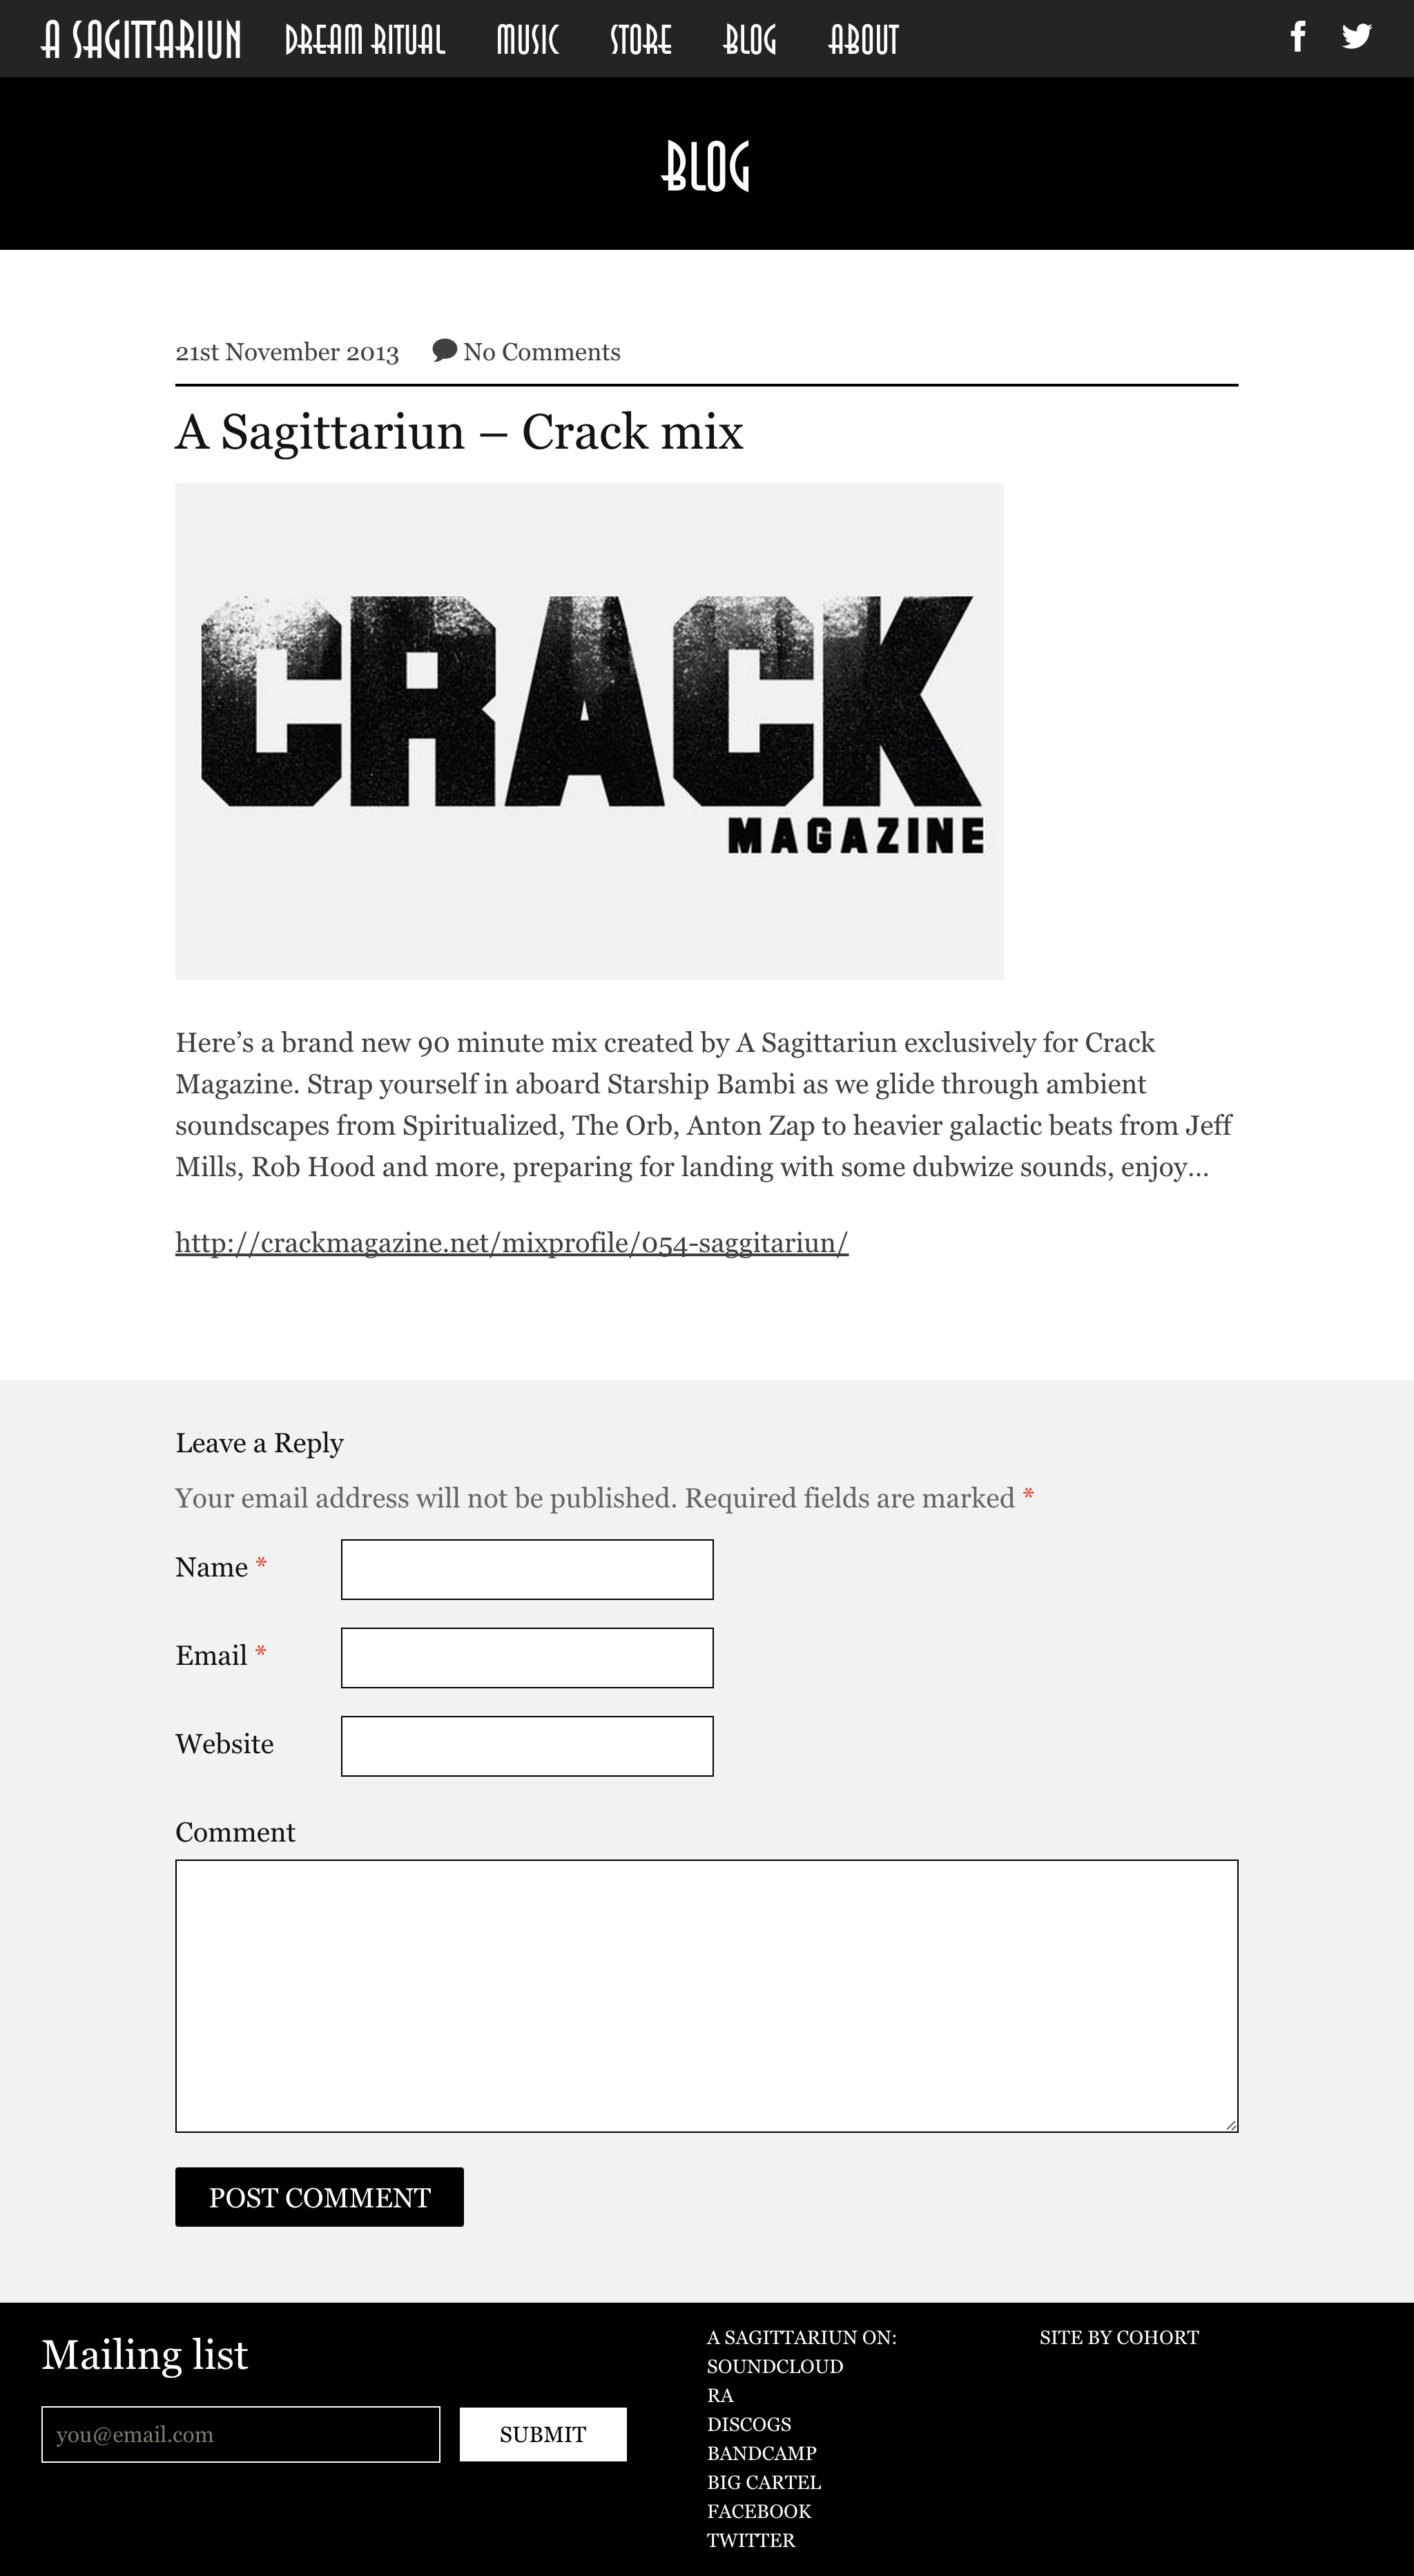 A SAGITTARIUN DREAM RITUAL MUSIC STORE BLOG ABOUT
BLOG
21st November 2013 No Comments
A Sagittariun – Crack mix
CRACK
MAGAZINE
Here’s a brand new 90 minute mix created by A Sagittariun exclusively for Crack
Magazine. Strap yourself in aboard Starship Bambi as we glide through ambient
soundscapes from Spiritualized, The Orb, Anton Zap to heavier galactic beats from Jeff
Mills, Rob Hood and more, preparing for landing with some dubwize sounds, enjoy…
http://crackmagazine.net/mixprofile/054-saggitariun/
Leave a Reply
Your email address will not be published. Required fields are marked *
Name *
Email *
Website
Comment
POST COMMENT
Mailing list
you@email.com
SUBMIT
A SAGITTARIUN ON:
SOUNDCLOUD
RA
DISCOGS
BANDCAMP
BIG CARTEL
FACEBOOK
TWITTER
SITE BY COHORT